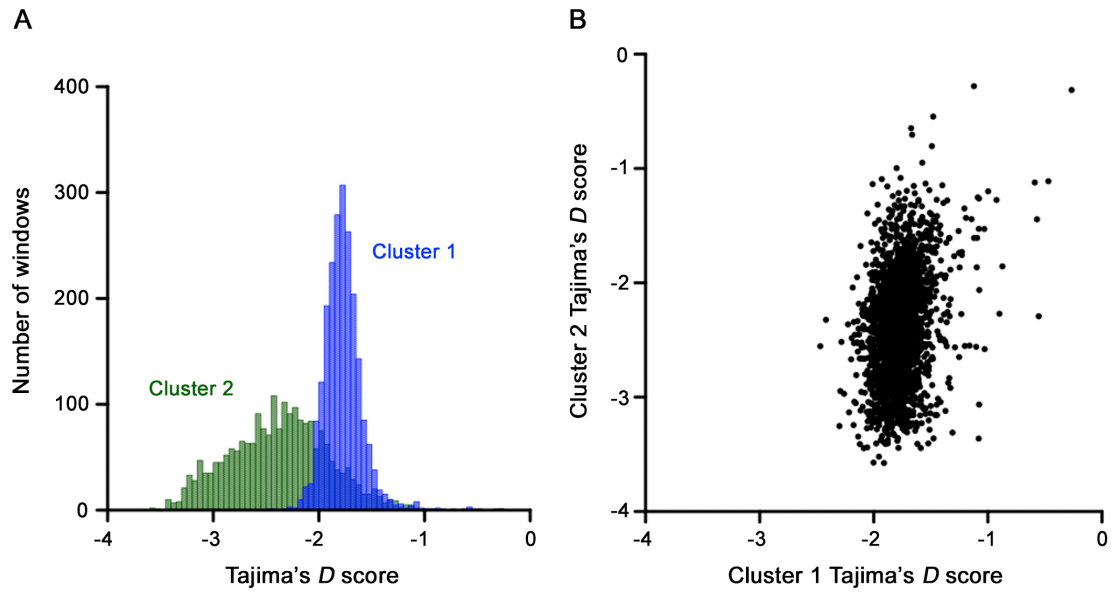 A
Number of windows
400
300
200
100
0
Cluster 1
Cluster 2
-4 -3 -2 -1 0
Tajima's D score
B
Cluster 2 Tajima's D score
0
-1
-2
-3
-4
-4 -3 -2 -1 0
Cluster 1 Tajima's D score